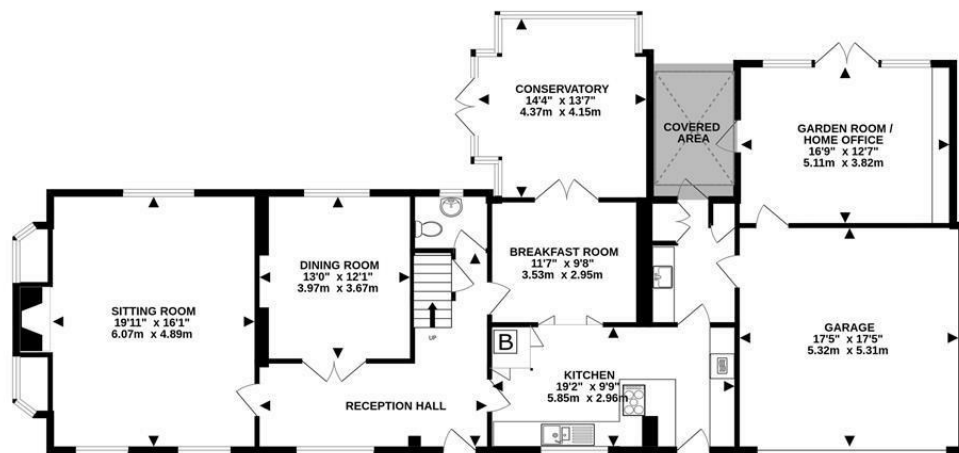 CONSERVATORY
14'4" x 13'7"
4.37m x 4.15m
COVERED
AREA
GARDEN ROOM /
HOME OFFICE
16'9" x 12'7"
5.11m x 3.82m
SITTING ROOM
19'11" x 16'1"
6.07m x 4.89m
DINING ROOM
13'0" x 12'1"
3.97m x 3.67m
UP
BREAKFAST ROOM
11'7" x 9'8"
3.53m x 2.95m
RECEPTION HALL
B
KITCHEN
19'2" x 9'9"
5.85m x 2.96m
GARAGE
17'5" x 17'5"
5.32m x 5.31m